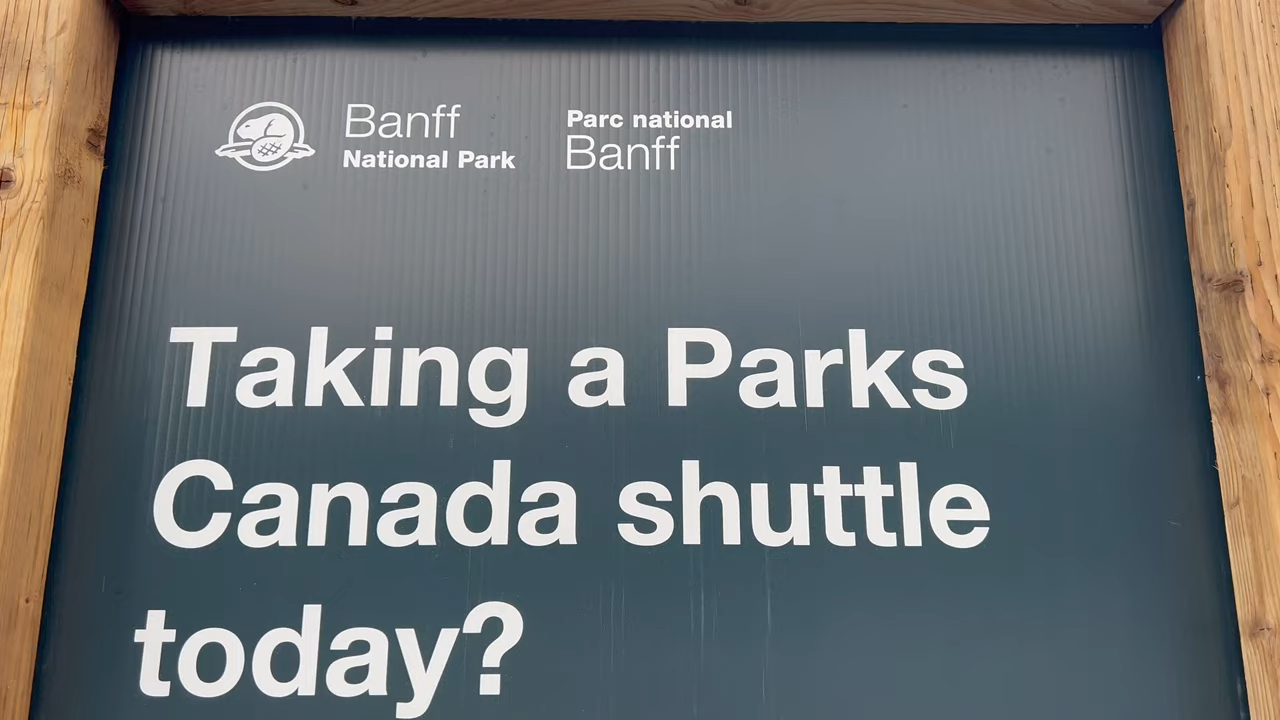 Banff
National Park
Parc national
Banff
Taking a Parks
Canada shuttle
today?